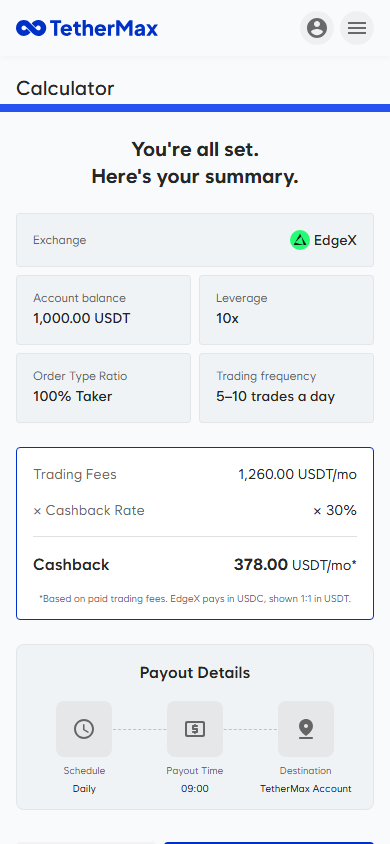 TetherMax
Calculator
You're all set.
Here's your summary.
Exchange
EdgeX
Account balance
1,000.00 USDT
Leverage
10x
Order Type Ratio
100% Taker
Trading frequency
5–10 trades a day
Trading Fees
1,260.00 USDT/mo
× Cashback Rate
× 30%
Cashback
378.00 USDT/mo*
*Based on paid trading fees. EdgeX pays in USDC, shown 1:1 in USDT.
Payout Details
Schedule
Daily
Payout Time
09:00
Destination
TetherMax Account